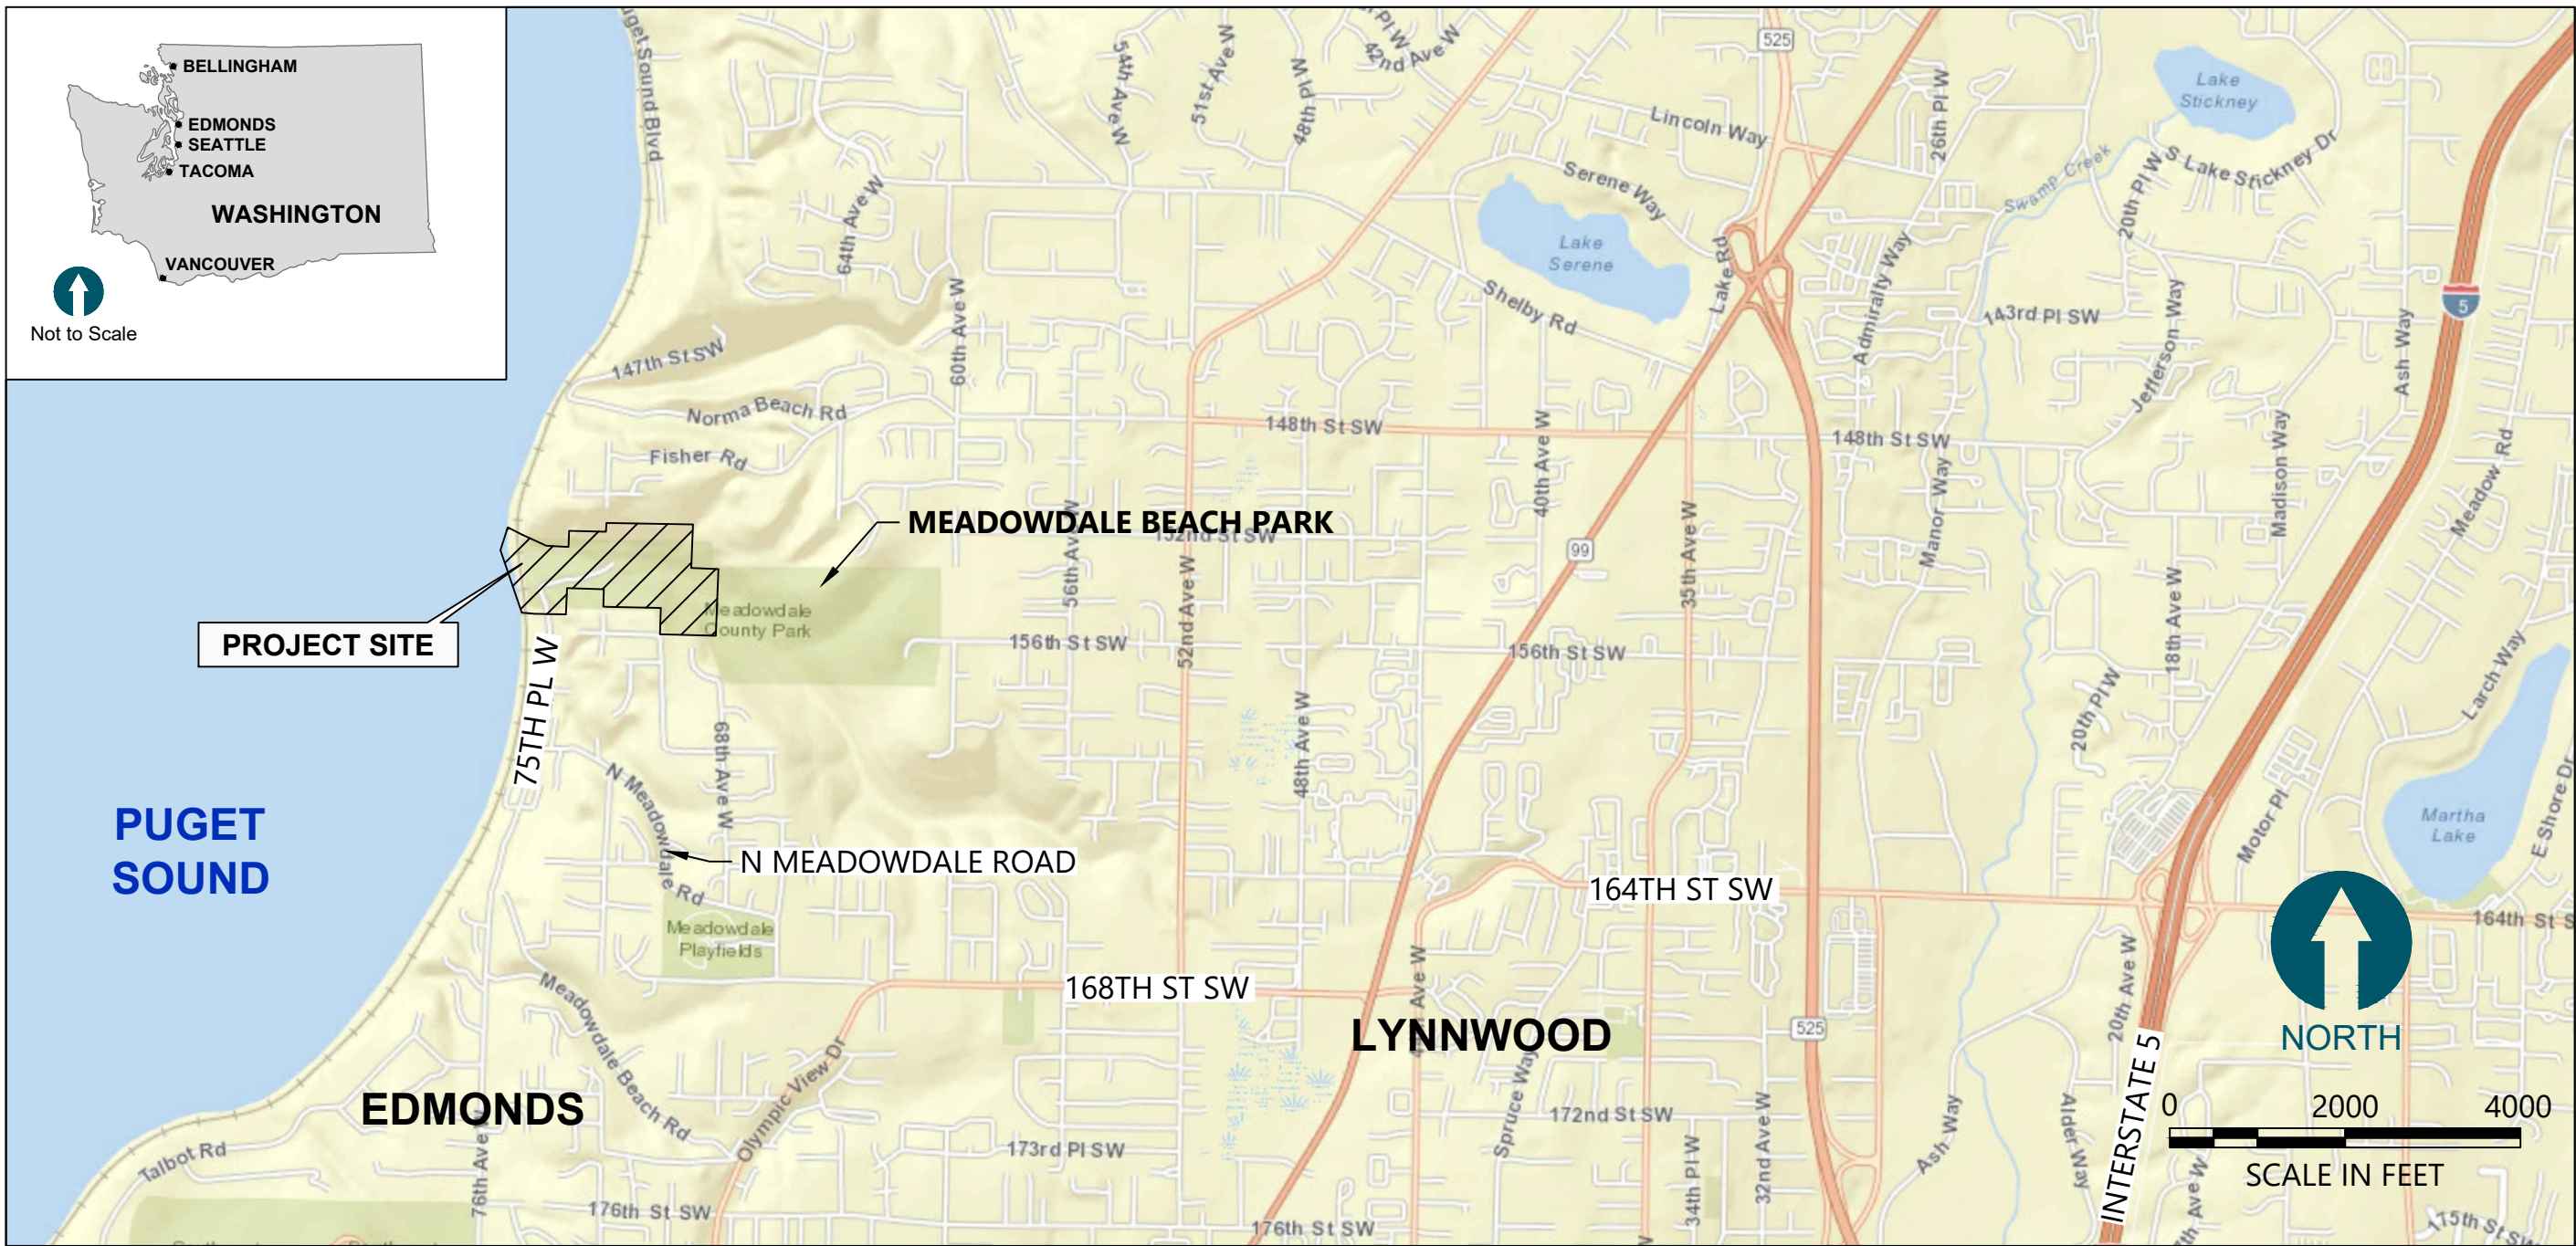 BELLINGHAM
EDMONDS
SEATTLE
TACOMA
WASHINGTON
VANCOUVER
Not to Scale
Puget Sound Blvd
54th Ave W
51st Ave W
48th Pl W
42nd Ave W
525
Lincoln Way
26th Pl W
Lake
Stickney
S Lake Stickney Dr
Swamp Creek
20th Pl W
Serene Way
Lake
Serene
Lake Rd
Shelby Rd
64th Ave W
60th Ave W
Admiralty Way
143rd Pl SW
Jefferson Way
Ash Way
5
147th St SW
Norma Beach Rd
Fisher Rd
148th St SW
148th St SW
40th Ave W
Manor Way
Madison Way
Meadow Rd
MEADOWDALE BEACH PARK
152nd St SW
56th Ave W
52nd Ave W
99
35th Ave W
18th Ave W
PROJECT SITE
Meadowdale
County Park
156th St SW
156th St SW
75TH PL W
68th Ave W
48th Ave W
20th Pl W
Larch Way
N Meadowdale Rd
N MEADOWDALE ROAD
PUGET
SOUND
Motor Pl
Martha
Lake
E Shore Dr
164TH ST SW
164th St S
Meadowdale
Playfields
168TH ST SW
Meadowdale Beach Rd
Olympic View Dr
LYNNWOOD
525
20th Ave W
NORTH
EDMONDS
76th Ave W
Talbot Rd
173rd Pl SW
172nd St SW
Spruce Way
34th Pl W
32nd Ave W
Ash Way
Alder Way
INTERSTATE 5
0 2000 4000
SCALE IN FEET
176th St SW
176th St SW